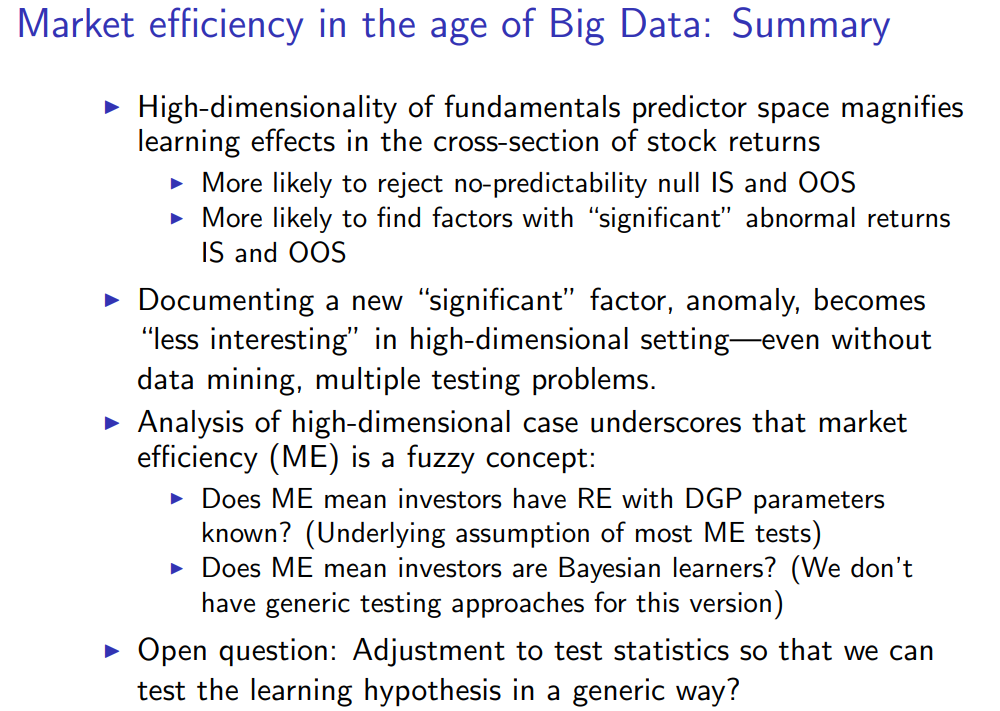 Market efficiency in the age of Big Data: Summary
High-dimensionality of fundamentals predictor space magnifies
learning effects in the cross-section of stock returns
More likely to reject no-predictability null IS and OOS
More likely to find factors with “significant” abnormal returns
IS and OOS
Documenting a new “significant” factor, anomaly, becomes
“less interesting” in high-dimensional setting—even without
data mining, multiple testing problems.
Analysis of high-dimensional case underscores that market
efficiency (ME) is a fuzzy concept:
Does ME mean investors have RE with DGP parameters
known? (Underlying assumption of most ME tests)
Does ME mean investors are Bayesian learners? (We don’t
have generic testing approaches for this version)
Open question: Adjustment to test statistics so that we can
test the learning hypothesis in a generic way?